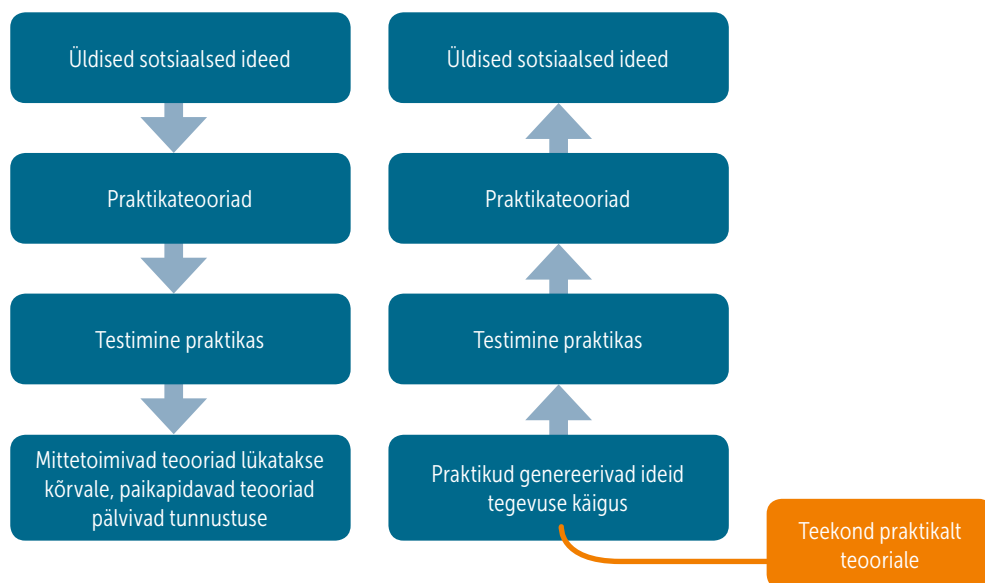 Üldised sotsiaalsed ideed
Praktikateooriad
Testimine praktikas
Mittetoimivad teooriad lükatakse
kõrvale, paikapidavad teooriad
pälvivad tunnustuse
Üldised sotsiaalsed ideed
Praktikateooriad
Testimine praktikas
Praktikud genereerivad ideid
tegevuse käigus
Teekond praktikalt
teooriale